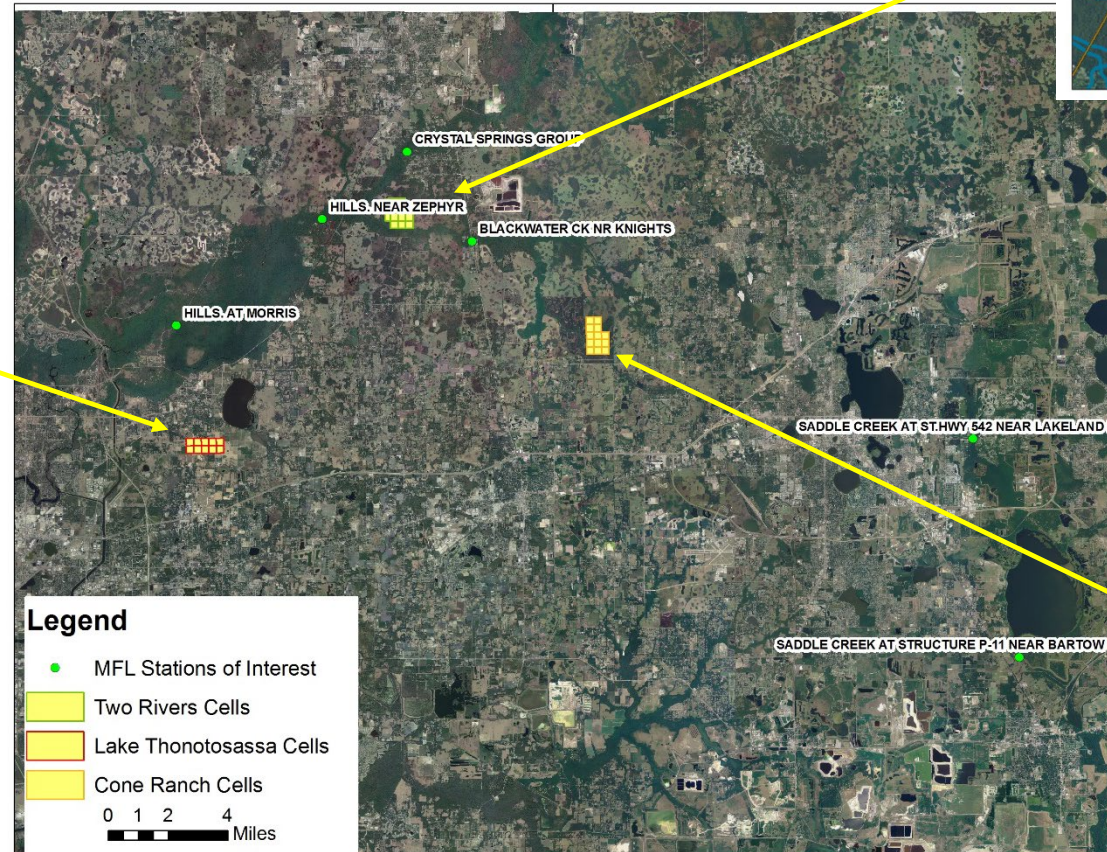 CRYSTAL SPRINGS GROUP
HILLS. NEAR ZEPHYR
BLACKWATER CK NR KNIGHTS
HILLS. AT MORRIS
SADDLE CREEK AT ST.HWY 542 NEAR LAKELAND
SADDLE CREEK AT STRUCTURE P-11 NEAR BARTOW
Legend
MFL Stations of Interest
Two Rivers Cells
Lake Thonotosassa Cells
Cone Ranch Cells
0 1 2 4
Miles